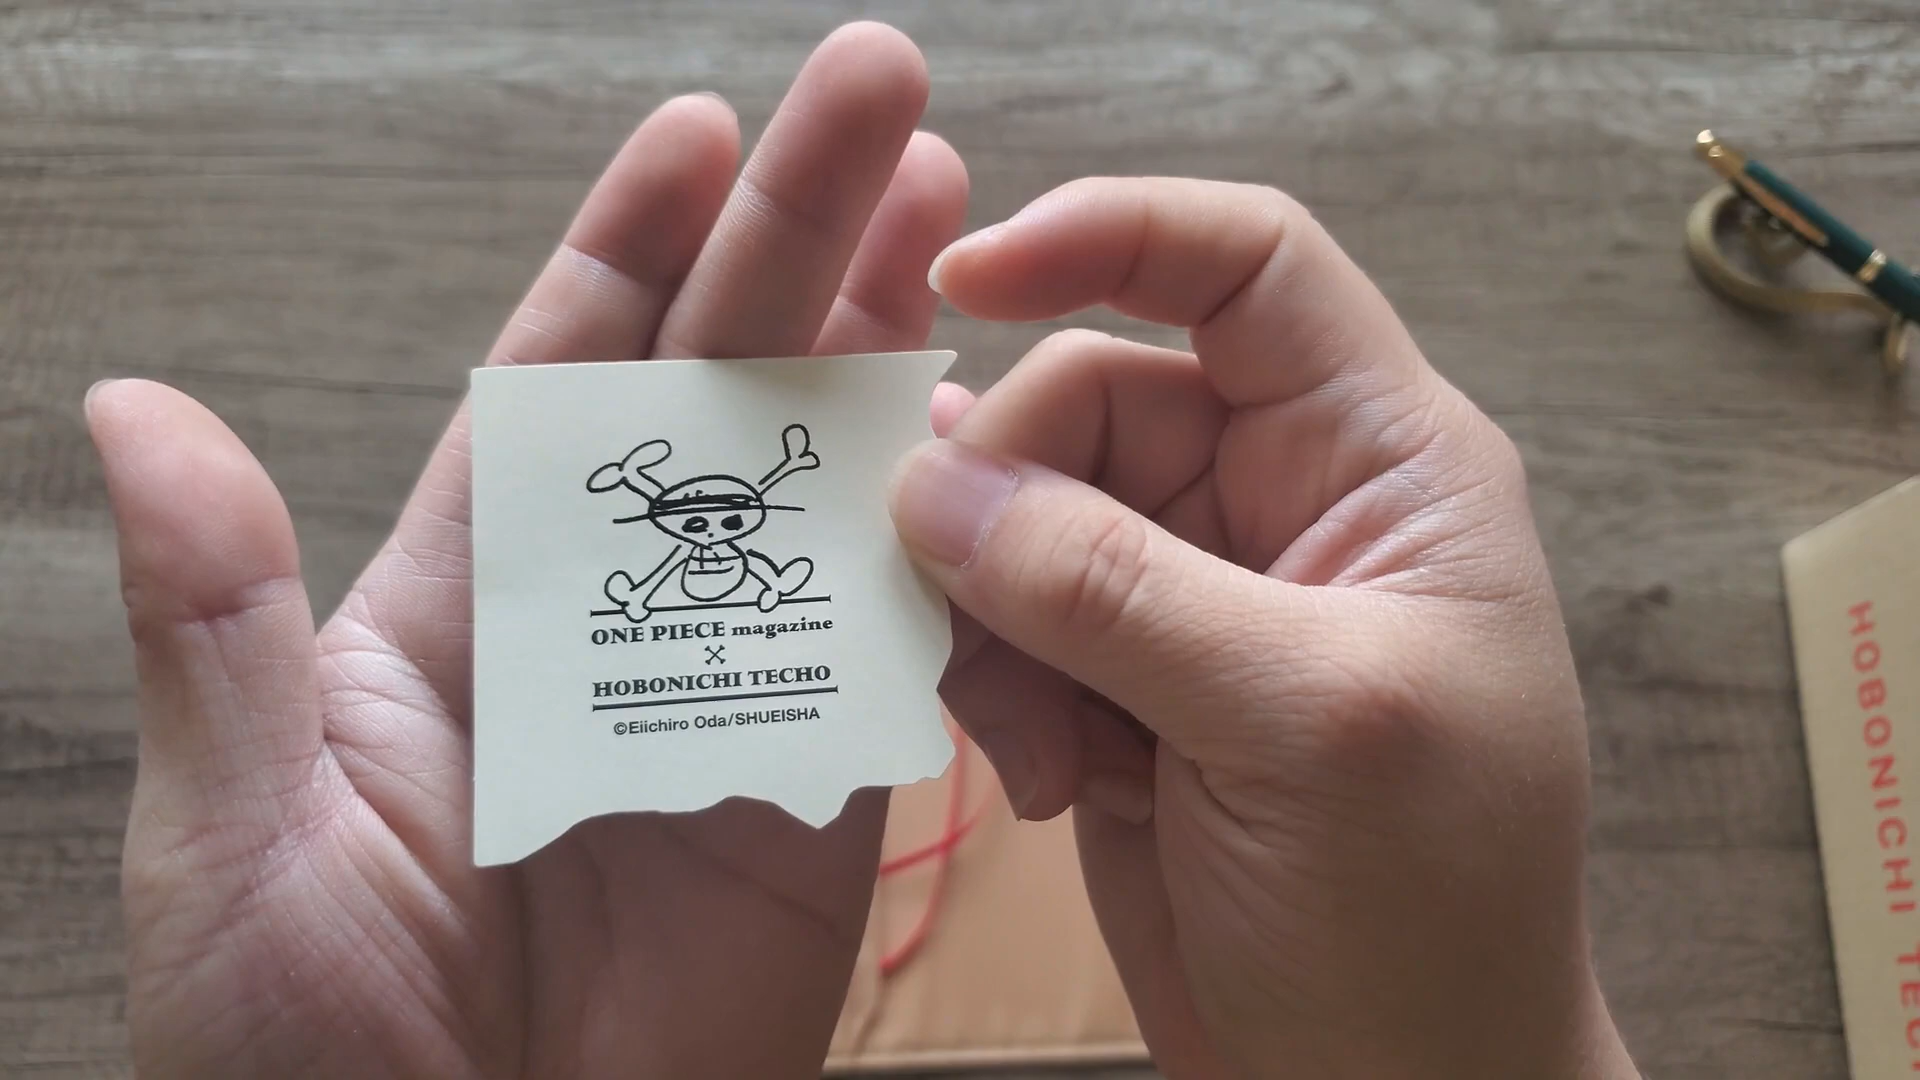 ONE PIECE magazine
HOBONICHI TECHO
©Eiichiro Oda/SHUEISHA
HOBONICHI TEC